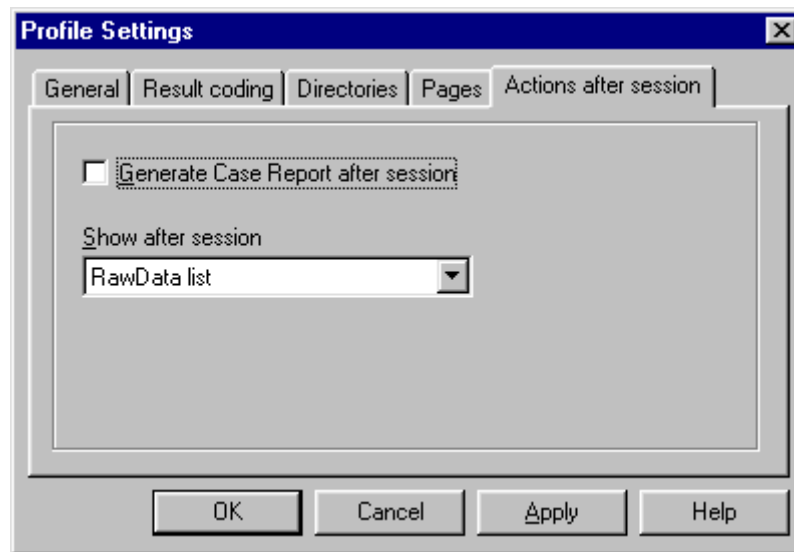 Profile Settings
General Result coding Directories Pages Actions after session
Generate Case Report after session
Show after session
RawData list
OK Cancel Apply Help